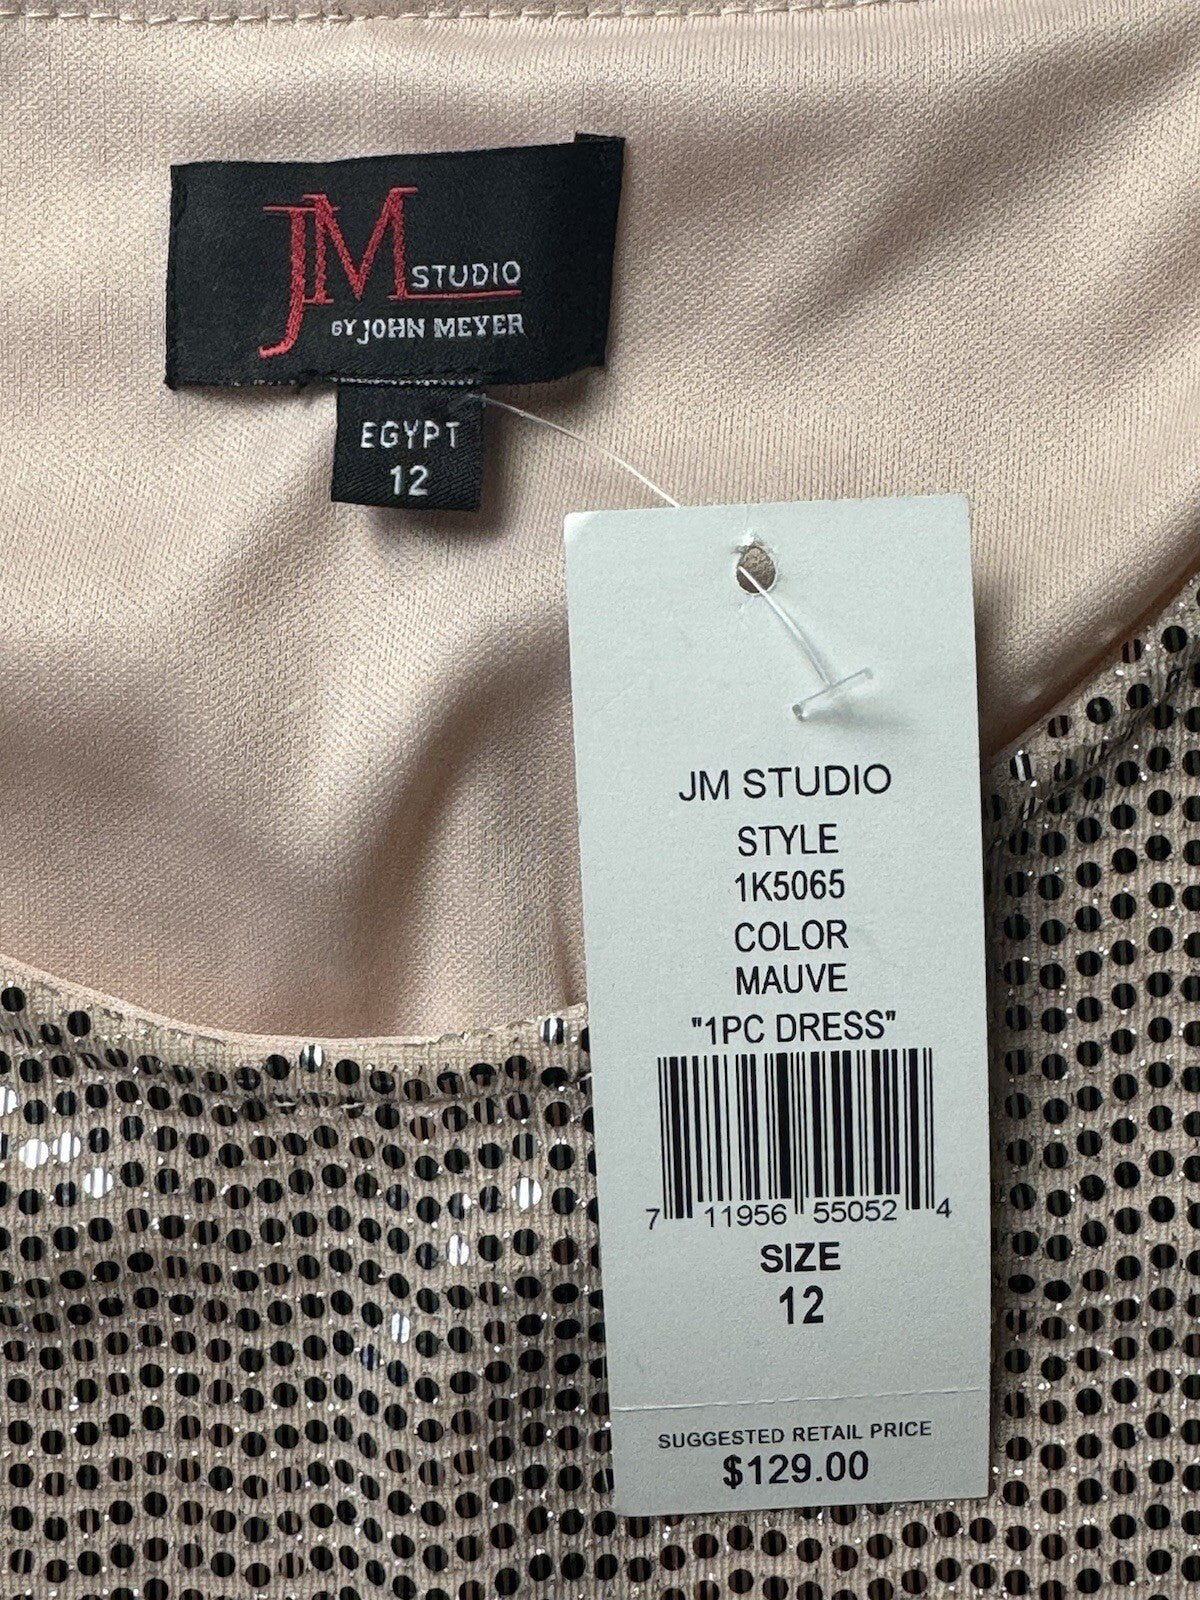 JM STUDIO
BY JOHN MEYER
EGYPT
12
JM STUDIO
STYLE
1K5065
COLOR
MAUVE
"1PC DRESS"
7 11956 55052 4
SIZE
12
SUGGESTED RETAIL PRICE
$129.00